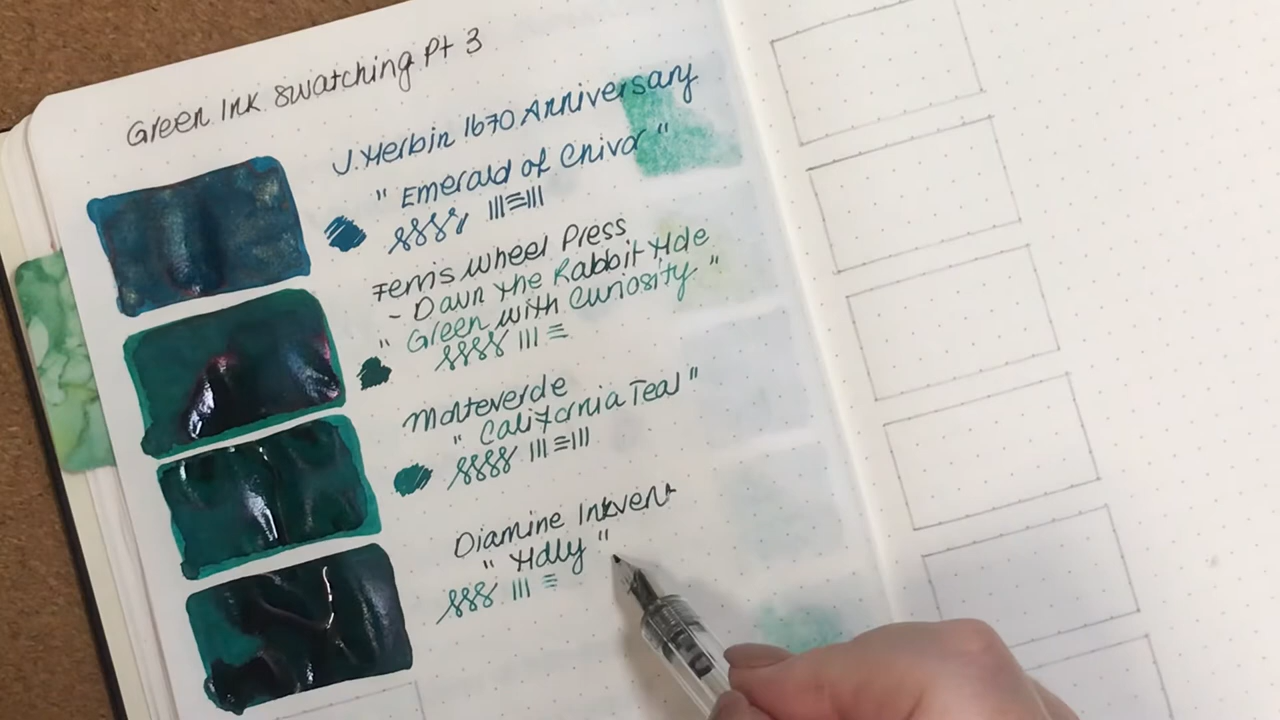 Green Ink Swatching Pt 3
J. Herbin 1670 Anniversary
" Emerald of Chivor "
Ferris Wheel Press
- Down the Rabbit Hole
" Green with Curiosity "
Monteverde
" California Teal "
Diamine Inkvent
" Holly "